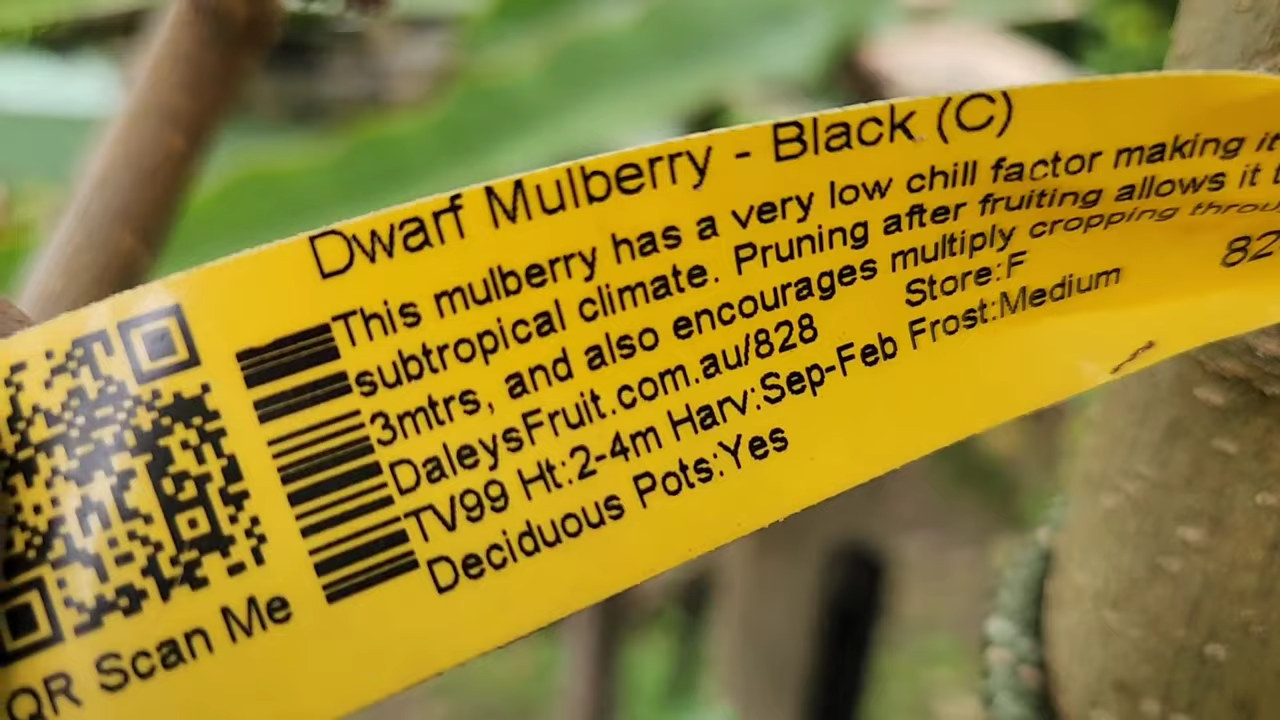 Dwarf Mulberry - Black (C)
This mulberry has a very low chill factor making it
subtropical climate. Pruning after fruiting allows it
3mtrs, and also encourages multiply cropping
DaleysFruit.com.au/828 Store:F
82
TV99 Ht:2-4m Harv:Sep-Feb Frost:Medium
Deciduous Pots:Yes
QR Scan Me